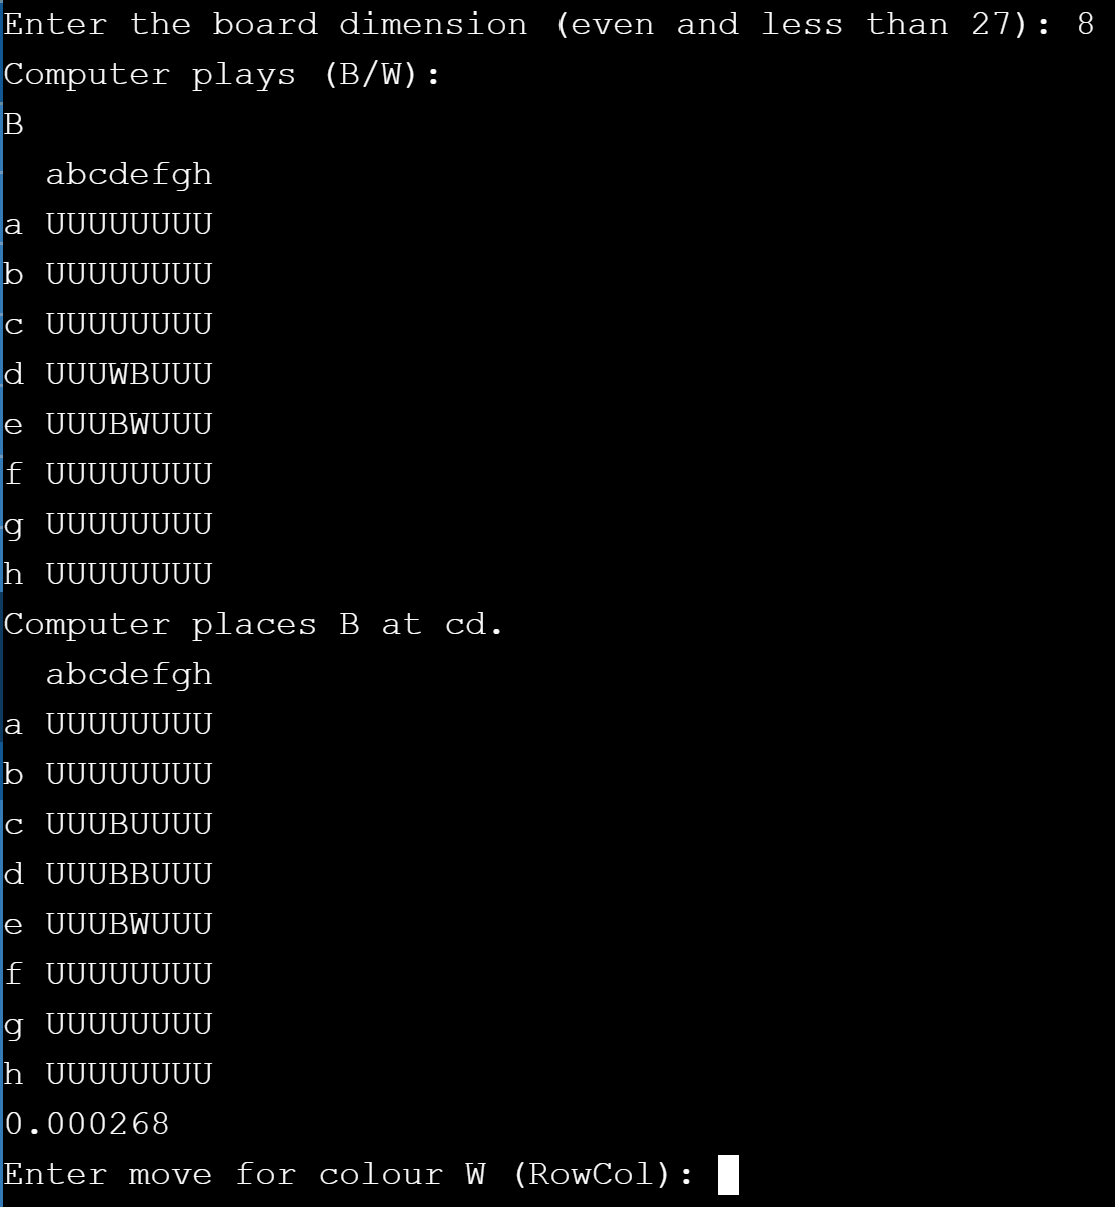 Enter the board dimension (even and less than 27): 8
Computer plays (B/W):
B
  abcdefgh
a UUUUUUUU
b UUUUUUUU
c UUUUUUUU
d UUUWBUUU
e UUUBWUUU
f UUUUUUUU
g UUUUUUUU
h UUUUUUUU
Computer places B at cd.
  abcdefgh
a UUUUUUUU
b UUUUUUUU
c UUUBUUUU
d UUUBBUUU
e UUUBWUUU
f UUUUUUUU
g UUUUUUUU
h UUUUUUUU
0.000268
Enter move for colour W (RowCol):